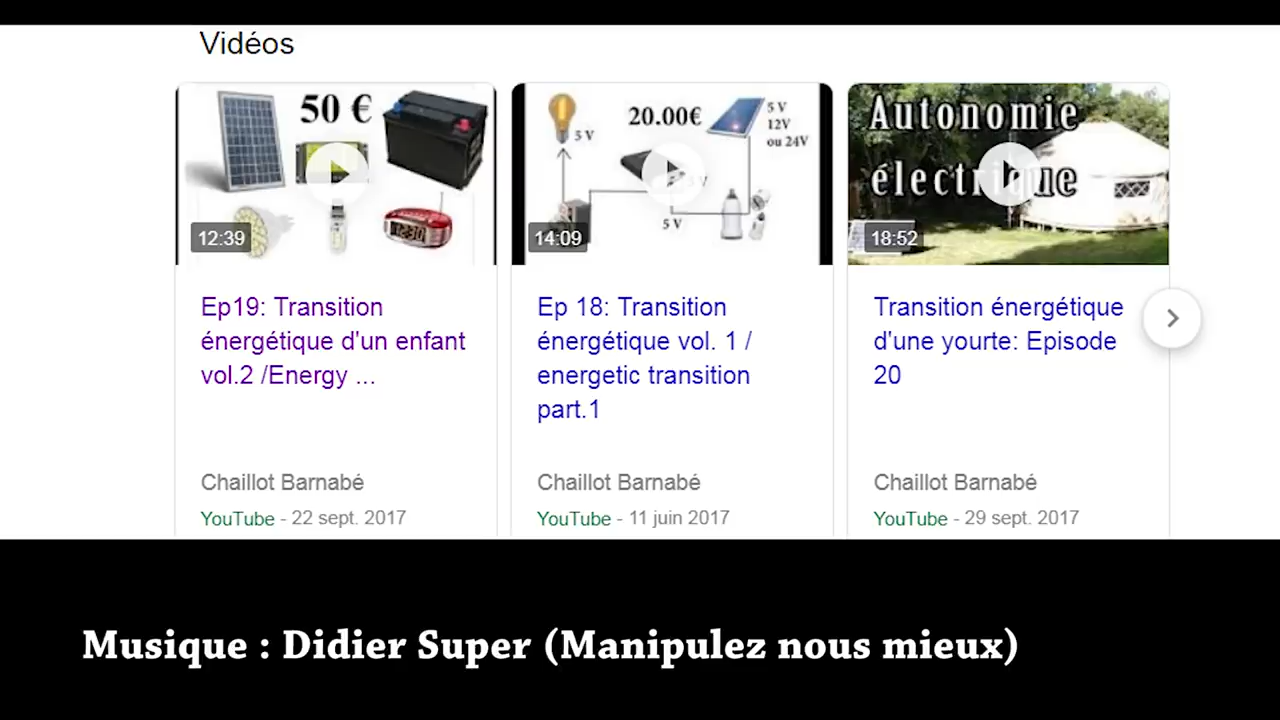 Vidéos
50 €
12:39
20.00€
5 V
12V
ou 24V
5 V
5 V
14:09
Autonomie
électrique
18:52
Ep19: Transition
énergétique d'un enfant
vol.2 /Energy ...
Ep 18: Transition
énergétique vol. 1 /
energetic transition
part.1
Transition énergétique
d'une yourte: Episode
20
Chaillot Barnabé
YouTube - 22 sept. 2017
Chaillot Barnabé
YouTube - 11 juin 2017
Chaillot Barnabé
YouTube - 29 sept. 2017
Musique : Didier Super (Manipulez nous mieux)